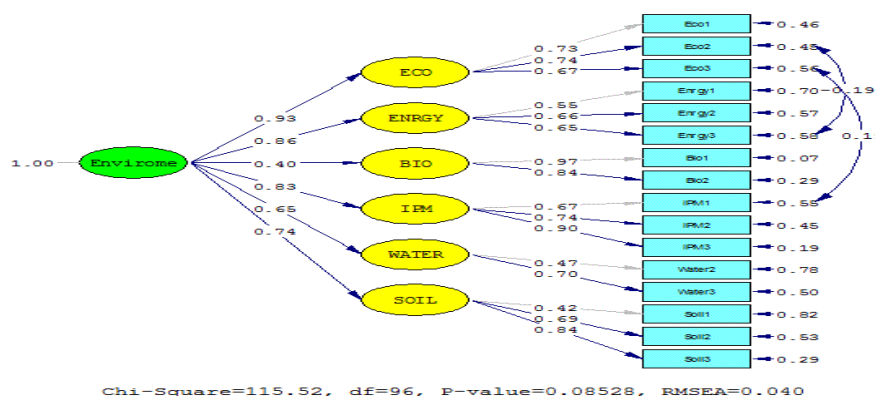 Eco1 0.46
0.73
Eco2 0.45
0.74
ECO
0.67
Eco3 0.56
Enrgy1 0.70 -0.19
0.93
0.55
ENRGY
0.66
Enrgy2 0.57
0.86
0.65
Enrgy3 0.58
1.00 Envirome
0.40
BIO
0.97
Bio1 0.07
0.84
Bio2 0.29
0.83
IPM
0.67
IPM1 0.55
0.74
IPM2 0.45
0.65
0.90
IPM3 0.19
0.74
WATER
0.47
Water2 0.78
0.70
Water3 0.50
SOIL
0.42
Soil1 0.82
0.69
Soil2 0.53
0.84
Soil3 0.29
Chi-Square=115.52, df=96, P-value=0.08528, RMSEA=0.040